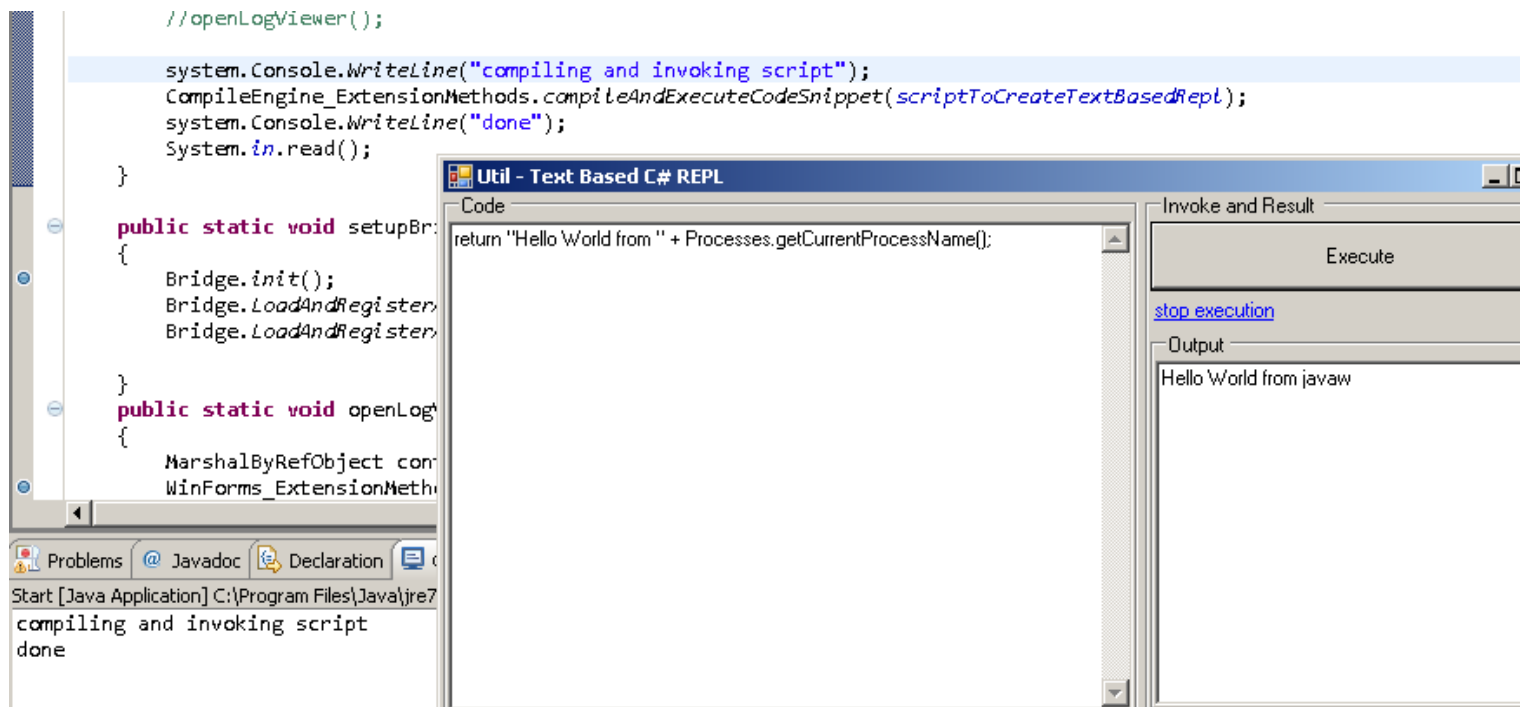 //openLogViewer();
system.Console.WriteLine("compiling and invoking script");
CompileEngine_ExtensionMethods.compileAndExecuteCodeSnippet(scriptToCreateTextBasedRepl);
system.Console.WriteLine("done");
System.in.read();
}
public static void setupBr
{
Bridge.init();
Bridge.LoadAndRegister
Bridge.LoadAndRegister
}
public static void openLog
{
MarshalByRefObject con
WinForms_ExtensionMeth
Util - Text Based C# REPL
Code
return "Hello World from " + Processes.getCurrentProcessName();
Invoke and Result
Execute
stop execution
Output
Hello World from javaw
Problems @ Javadoc Declaration
Start [Java Application] C:\Program Files\Java\jre7
compiling and invoking script
done